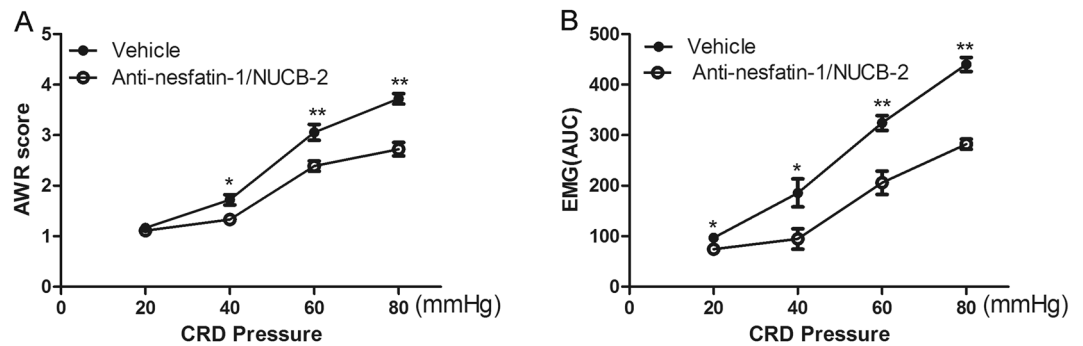 A
5
4
3
2
1
0
AWR score
Vehicle
Anti-nesfatin-1/NUCB-2
*
**
**
0 20 40 60 80 (mmHg)
CRD Pressure
B
500
400
300
200
100
0
EMG(AUC)
Vehicle
Anti-nesfatin-1/NUCB-2
*
*
**
**
0 20 40 60 80 (mmHg)
CRD Pressure